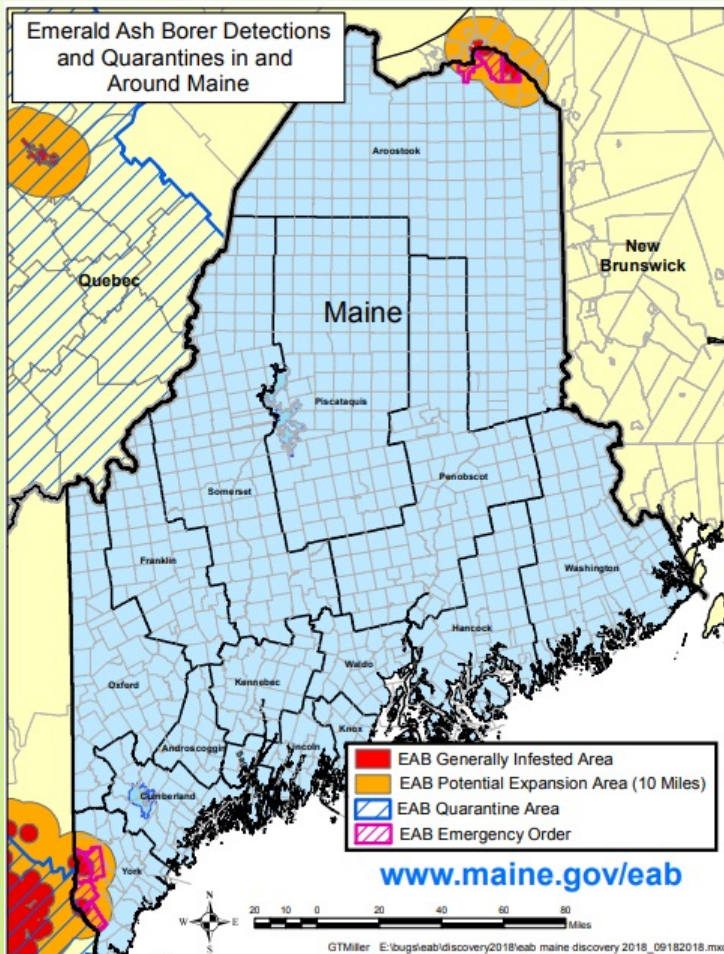 Emerald Ash Borer Detections
and Quarantines in and
Around Maine
Aroostook
Quebec
New
Brunswick
Maine
Piscataquis
Penobscot
Somerset
Franklin
Washington
Hancock
Waldo
Oxford
Kennebec
Knox
Androscoggin
Lincoln
Cumberland
York
EAB Generally Infested Area
EAB Potential Expansion Area (10 Miles)
EAB Quarantine Area
EAB Emergency Order
www.maine.gov/eab
N
W
E
S
20 10 0 20 40 60 80
Miles
GTMiller E:\bugs\eab\discovery2018\eab maine discovery 2018_09182018.mxd